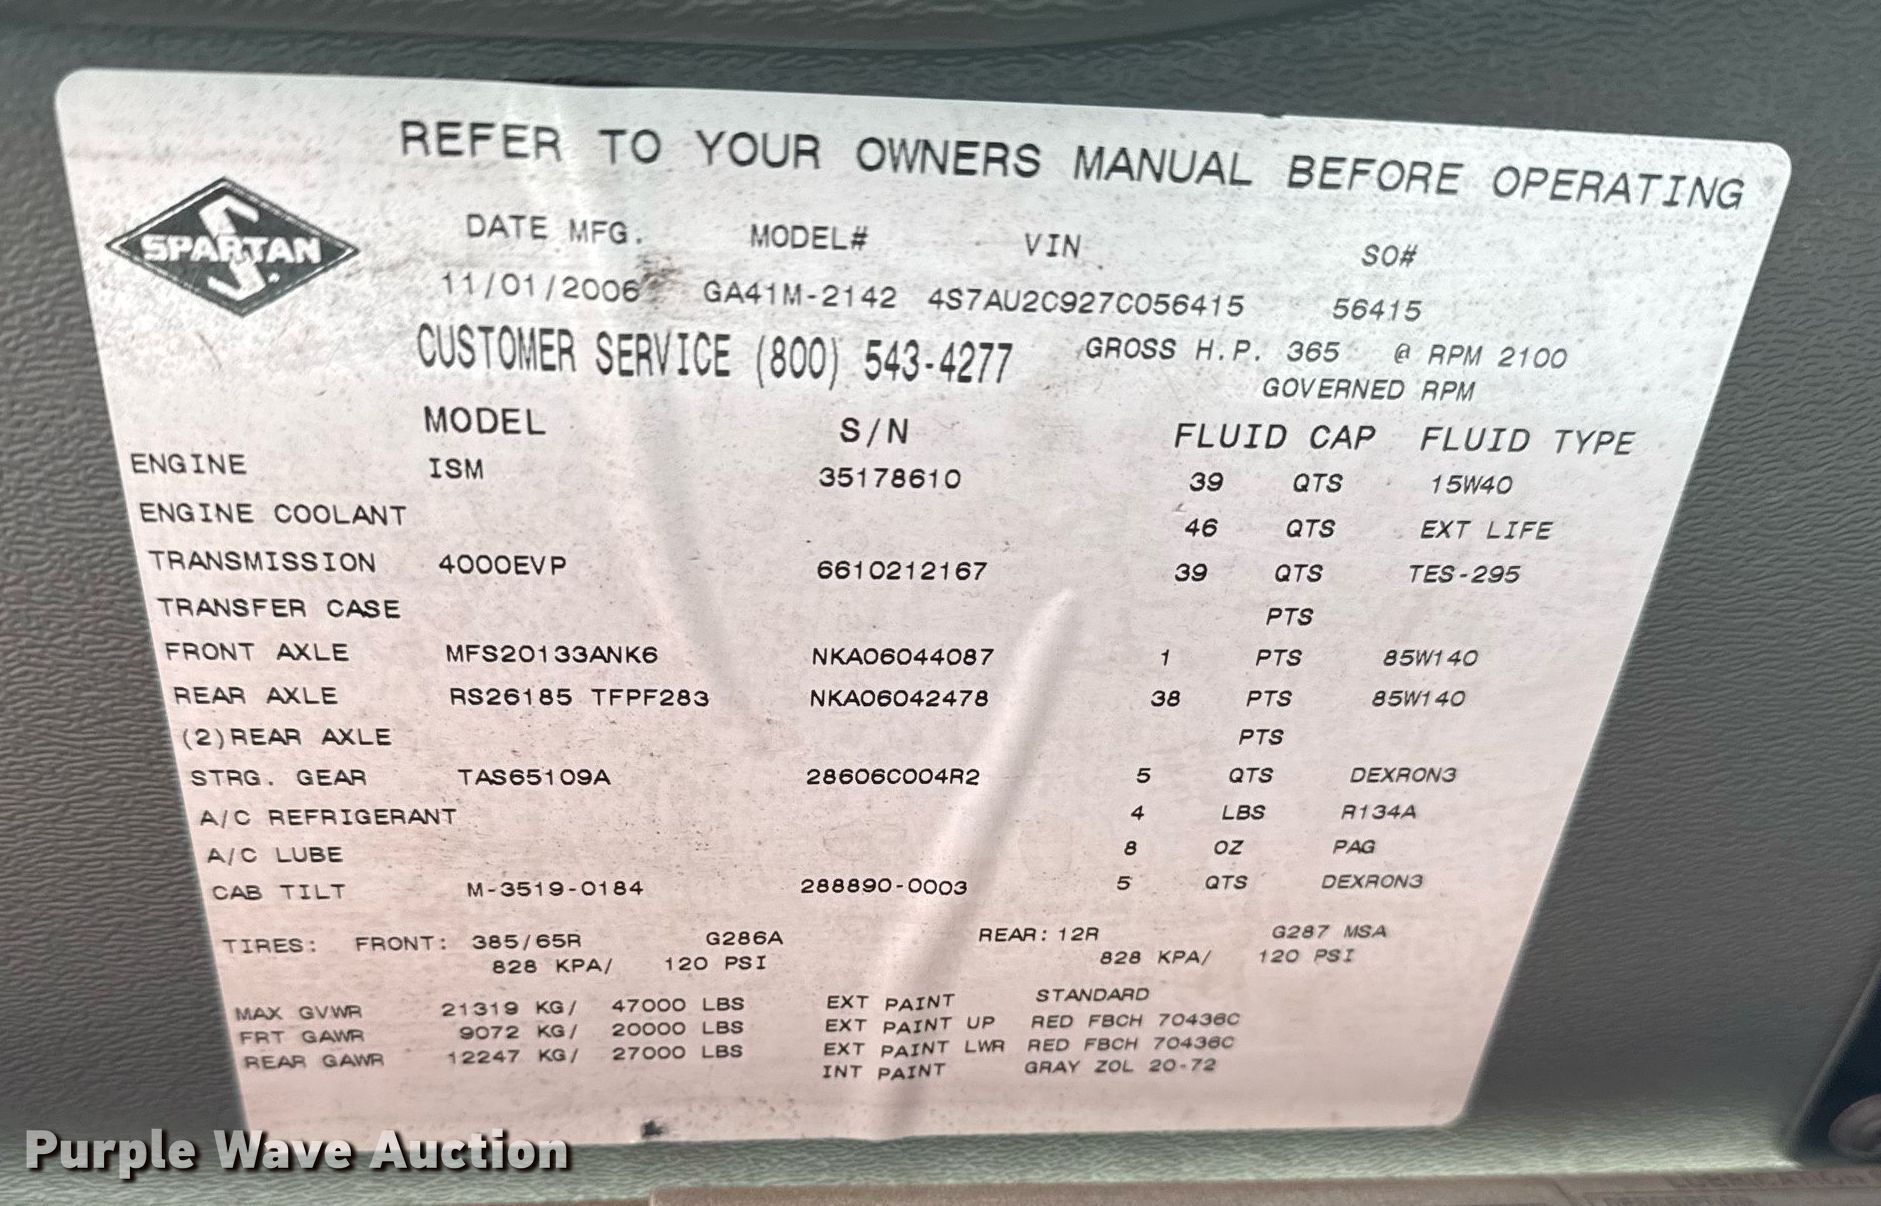 REFER TO YOUR OWNERS MANUAL BEFORE OPERATING
SPARTAN
DATE MFG. MODEL# VIN SO#
11/01/2006 GA41M-2142 4S7AU2C927C056415 56415
CUSTOMER SERVICE (800) 543-4277 GROSS H.P. 365 @ RPM 2100
GOVERNED RPM
MODEL S/N FLUID CAP FLUID TYPE
ENGINE ISM 35178610 39 QTS 15W40
ENGINE COOLANT 46 QTS EXT LIFE
TRANSMISSION 4000EVP 6610212167 39 QTS TES-295
TRANSFER CASE PTS
FRONT AXLE MFS20133ANK6 NKA06044087 1 PTS 85W140
REAR AXLE RS26185 TFPF283 NKA06042478 38 PTS 85W140
(2)REAR AXLE PTS
STRG. GEAR TAS65109A 28606C004R2 5 QTS DEXRON3
A/C REFRIGERANT 4 LBS R134A
A/C LUBE 8 OZ PAG
CAB TILT M-3519-0184 288890-0003 5 QTS DEXRON3
TIRES: FRONT: 385/65R G286A REAR: 12R G287 MSA
828 KPA/ 120 PSI 828 KPA/ 120 PSI
MAX GVWR 21319 KG/ 47000 LBS EXT PAINT STANDARD
FRT GAWR 9072 KG/ 20000 LBS EXT PAINT UP RED FBCH 70436C
REAR GAWR 12247 KG/ 27000 LBS EXT PAINT LWR RED FBCH 70436C
INT PAINT GRAY ZOL 20-72
Purple Wave Auction